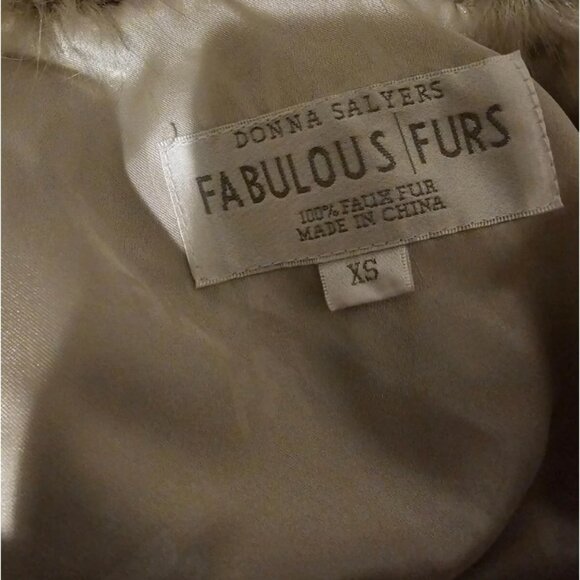 DONNA SALYERS
FABULOUS FURS
100% FAUX FUR
MADE IN CHINA
XS